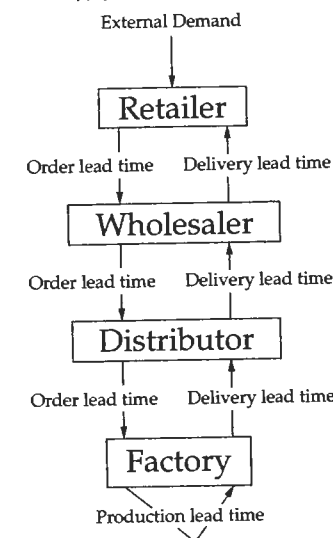 External Demand
Retailer
Order lead time Delivery lead time
Wholesaler
Order lead time Delivery lead time
Distributor
Order lead time Delivery lead time
Factory
Production lead time